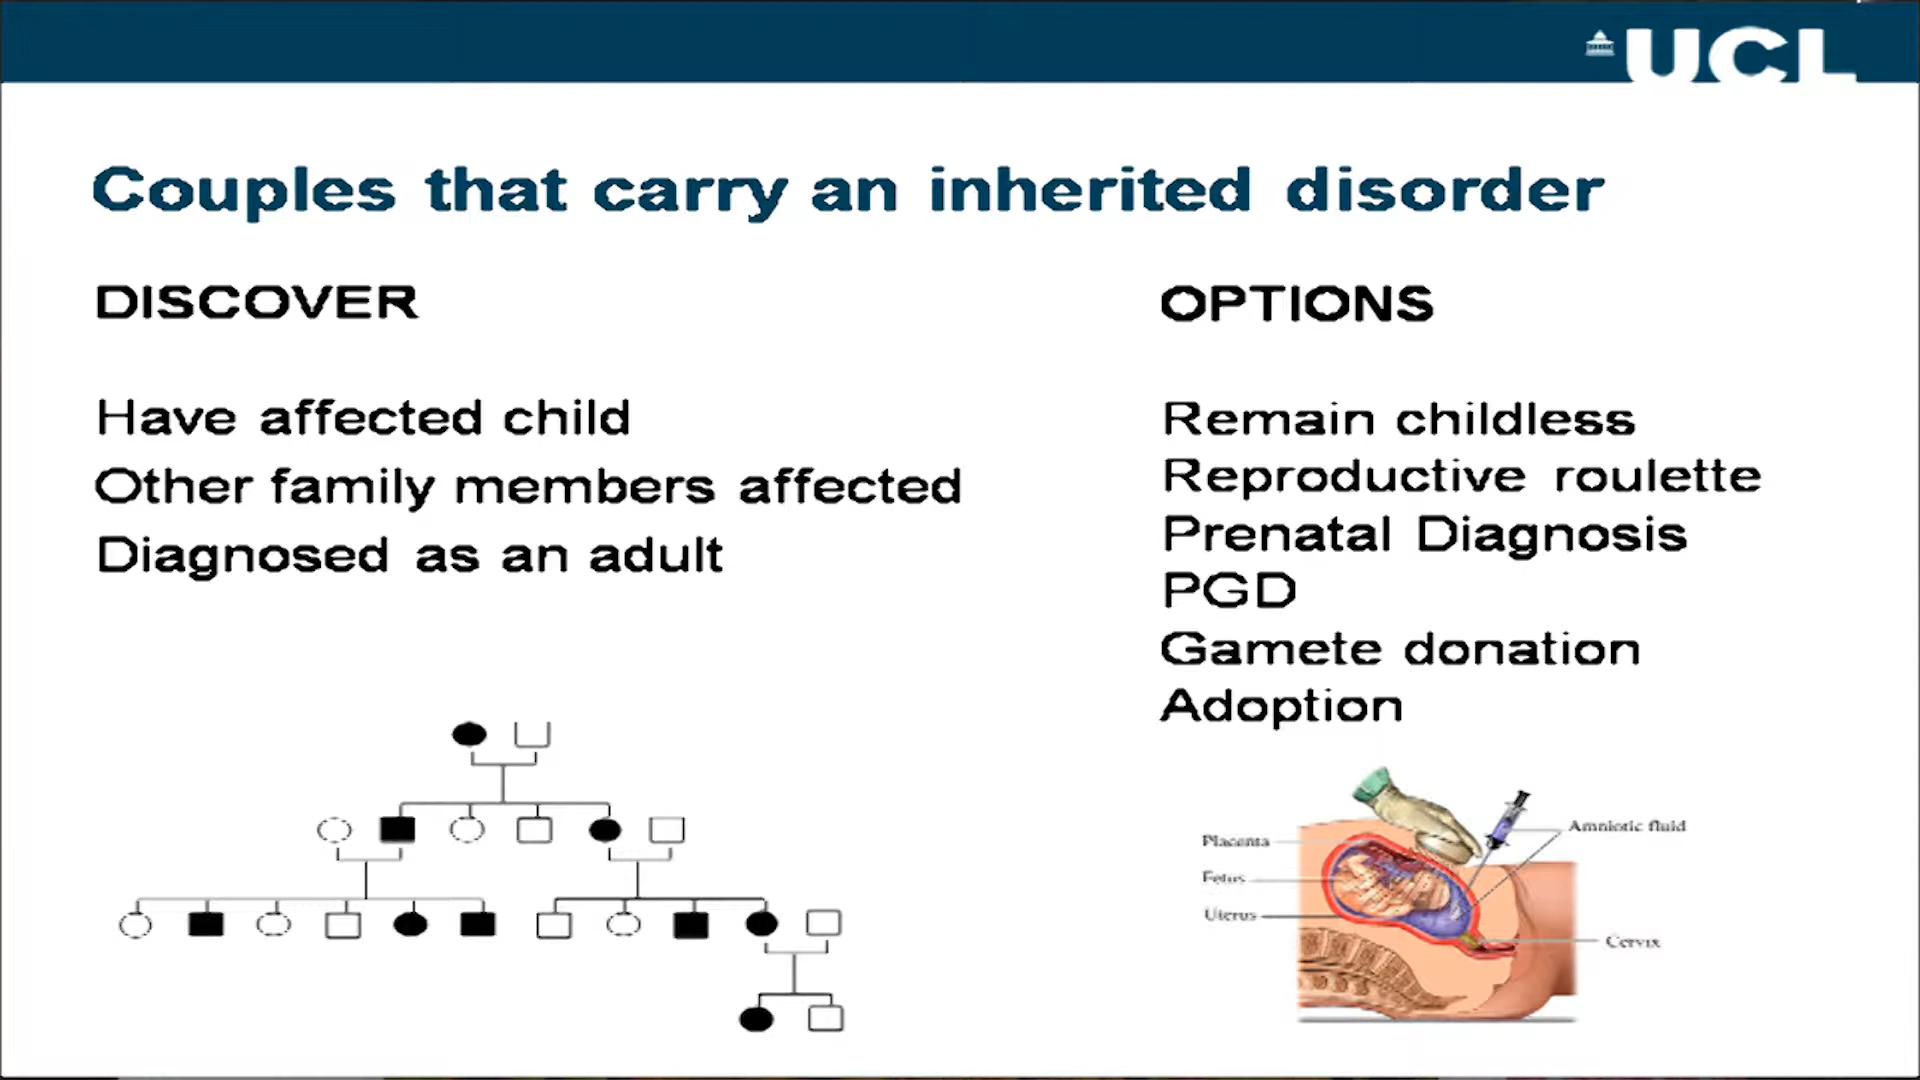 UCL
Couples that carry an inherited disorder
DISCOVER
Have affected child
Other family members affected
Diagnosed as an adult
OPTIONS
Remain childless
Reproductive roulette
Prenatal Diagnosis
PGD
Gamete donation
Adoption
Placenta
Fetus
Uterus
Amniotic fluid
Cervix